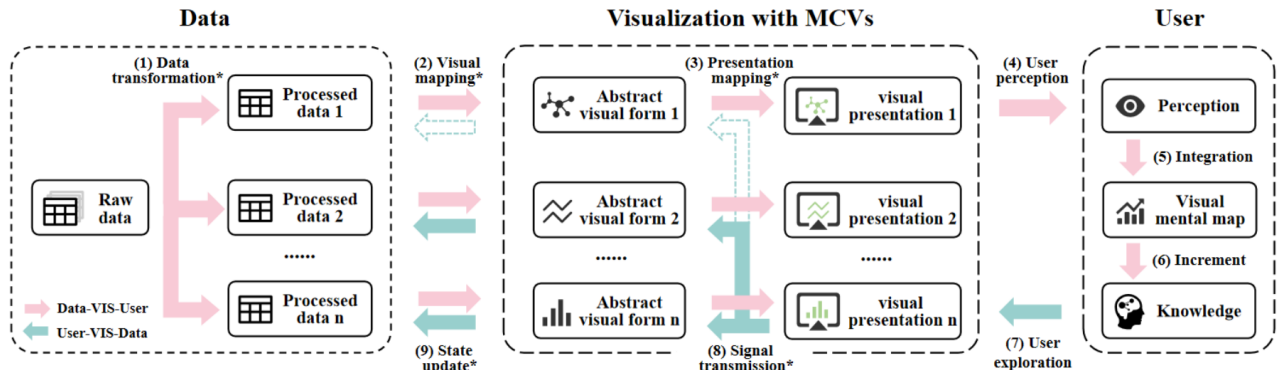 Data
Visualization with MCVs
User
(1) Data
transformation*
(2) Visual
mapping*
(3) Presentation
mapping*
(4) User
perception
Processed
data 1
Abstract
visual form 1
visual
presentation 1
Perception
(5) Integration
Raw
data
Processed
data 2
Abstract
visual form 2
visual
presentation 2
Visual
mental map
......
......
......
(6) Increment
Data-VIS-User
User-VIS-Data
Processed
data n
Abstract
visual form n
visual
presentation n
Knowledge
(9) State
update*
(8) Signal
transmission*
(7) User
exploration